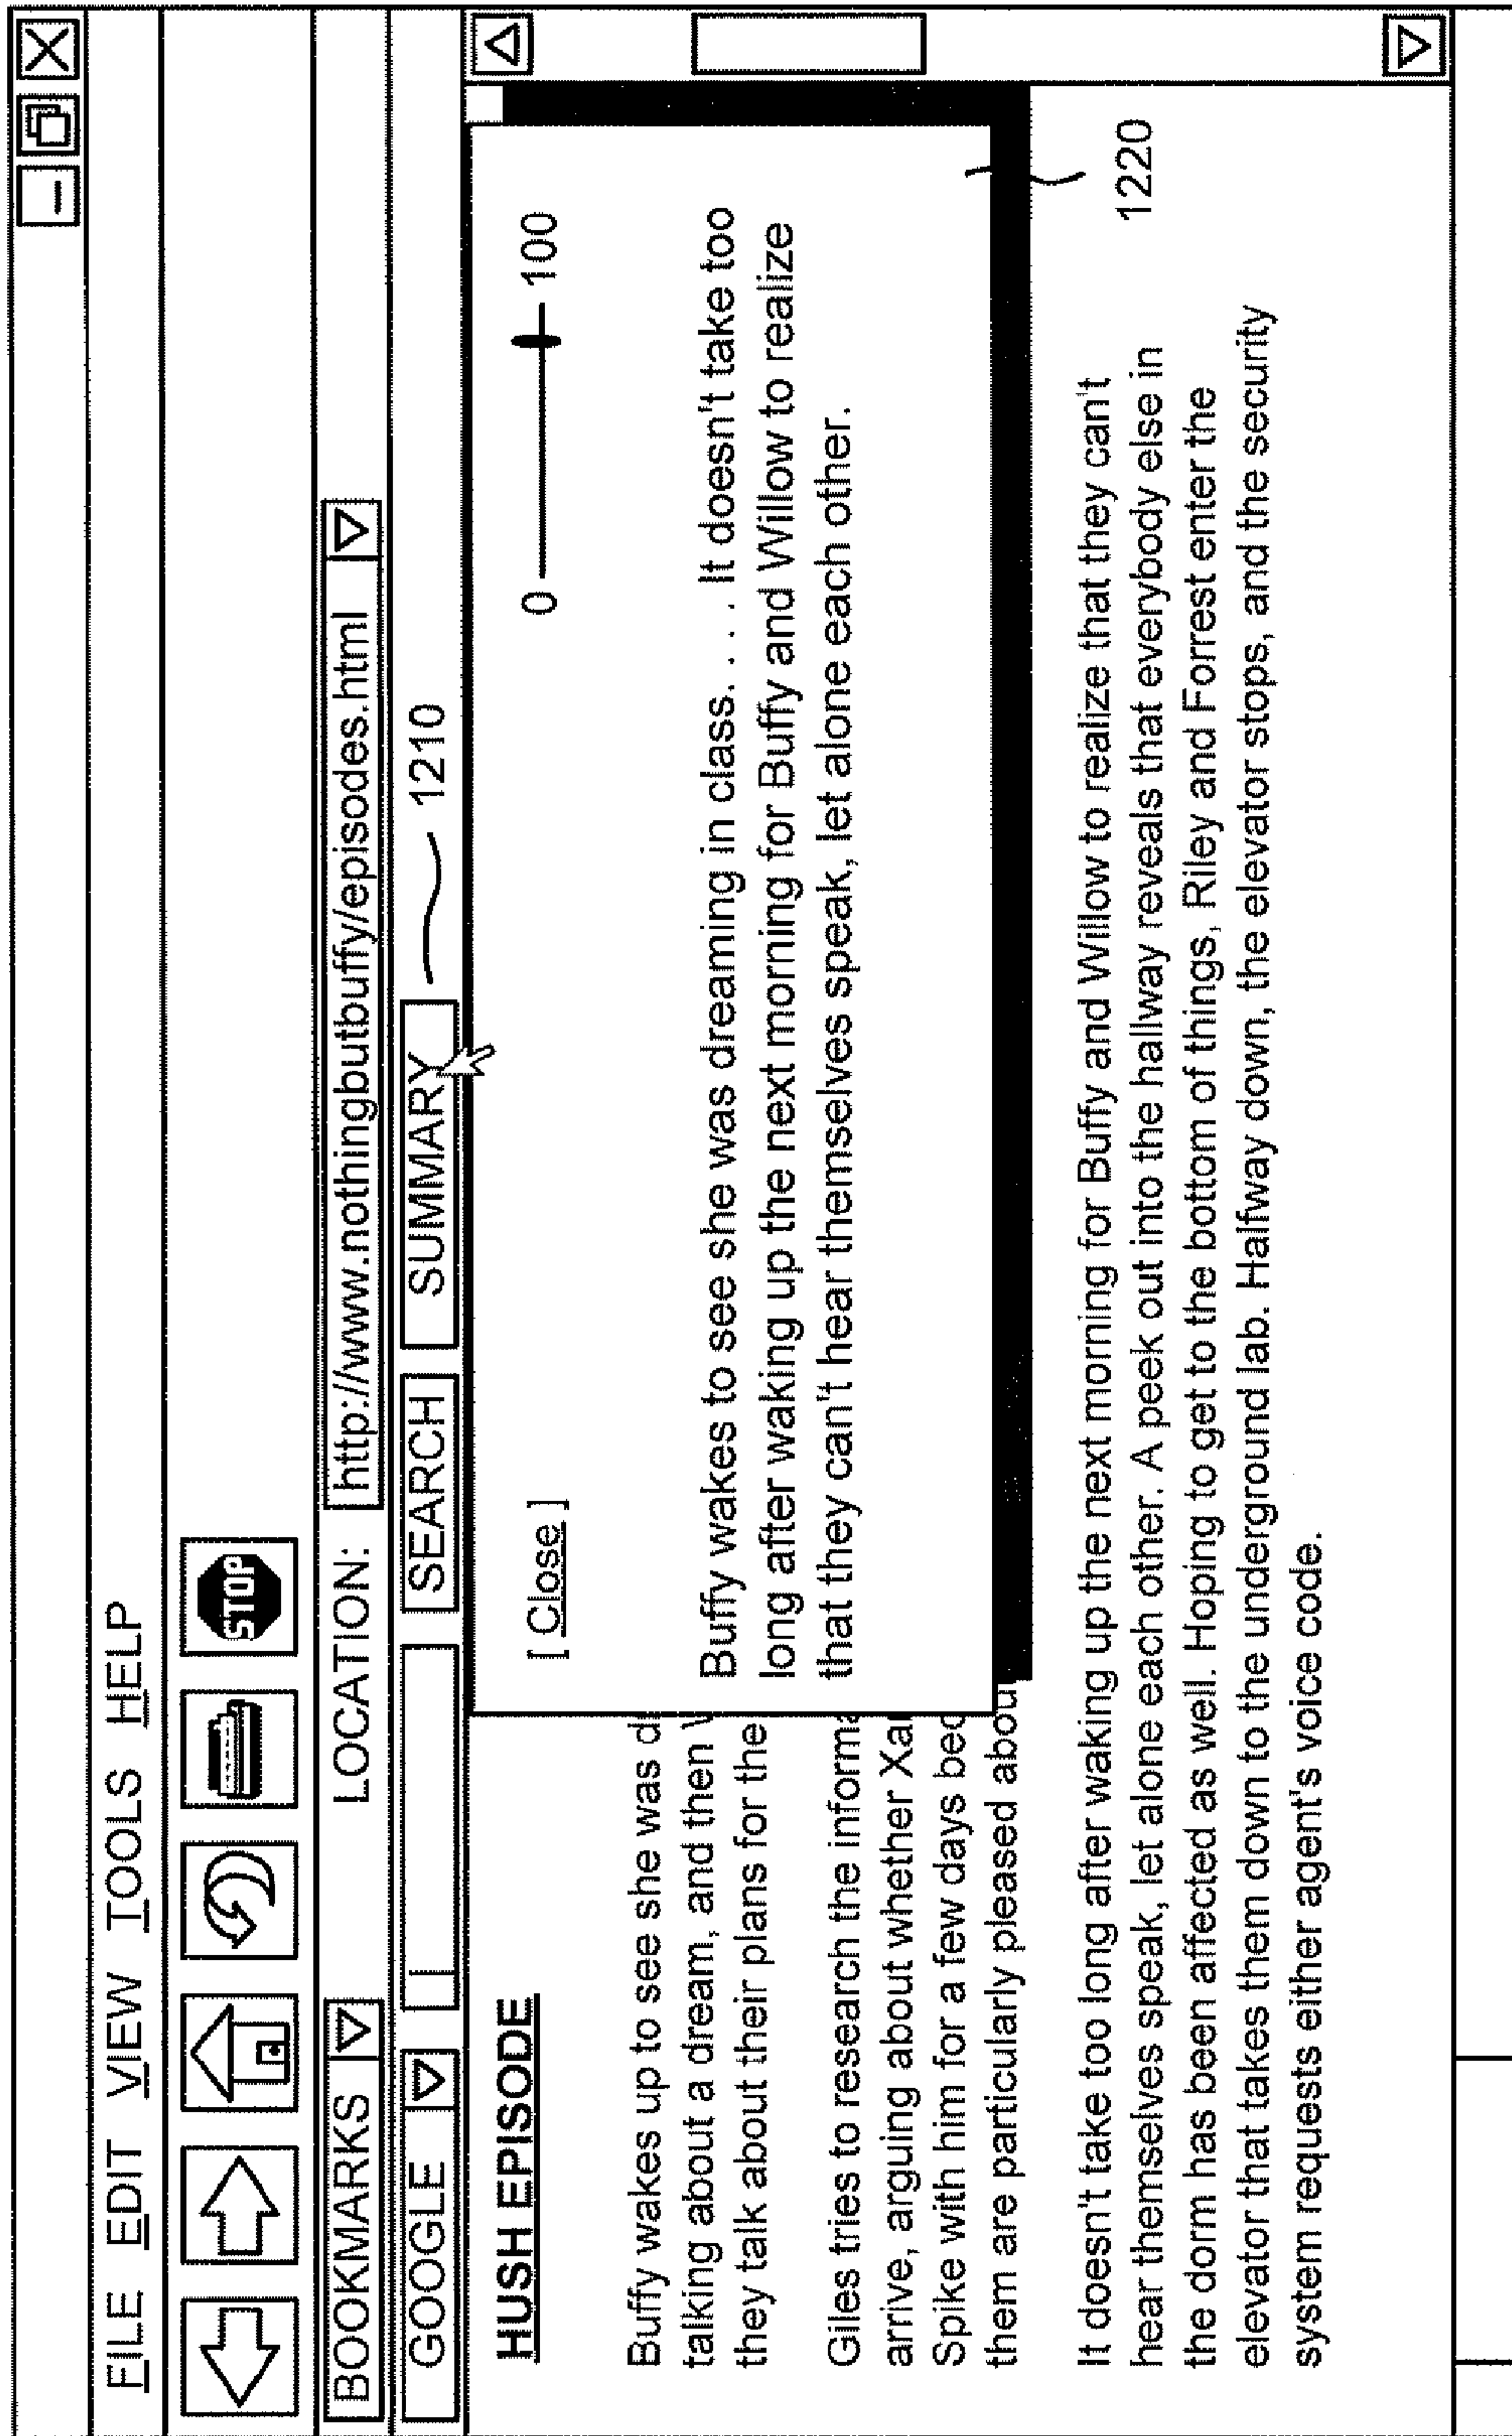 FILE EDIT VIEW TOOLS HELP
STOP
BOOKMARKS LOCATION: http://www.nothingbutbuffy/episodes.html
GOOGLE SEARCH SUMMARY 1210
HUSH EPISODE
[ Close ] 0 100
Buffy wakes to see she was dreaming in class. . . . It doesn't take too
long after waking up the next morning for Buffy and Willow to realize
that they can't hear themselves speak, let alone each other.
1220
Buffy wakes up to see she was
talking about a dream, and then
they talk about their plans for the
Giles tries to research the
arrive, arguing about whether
Spike with him for a few days
them are particularly pleased
It doesn't take too long after waking up the next morning for Buffy and Willow to realize that they can't
hear themselves speak, let alone each other. A peek out into the hallway reveals that everybody else in
the dorm has been affected as well. Hoping to get to the bottom of things, Riley and Forrest enter the
elevator that takes them down to the underground lab. Halfway down, the elevator stops, and the security
system requests either agent's voice code.